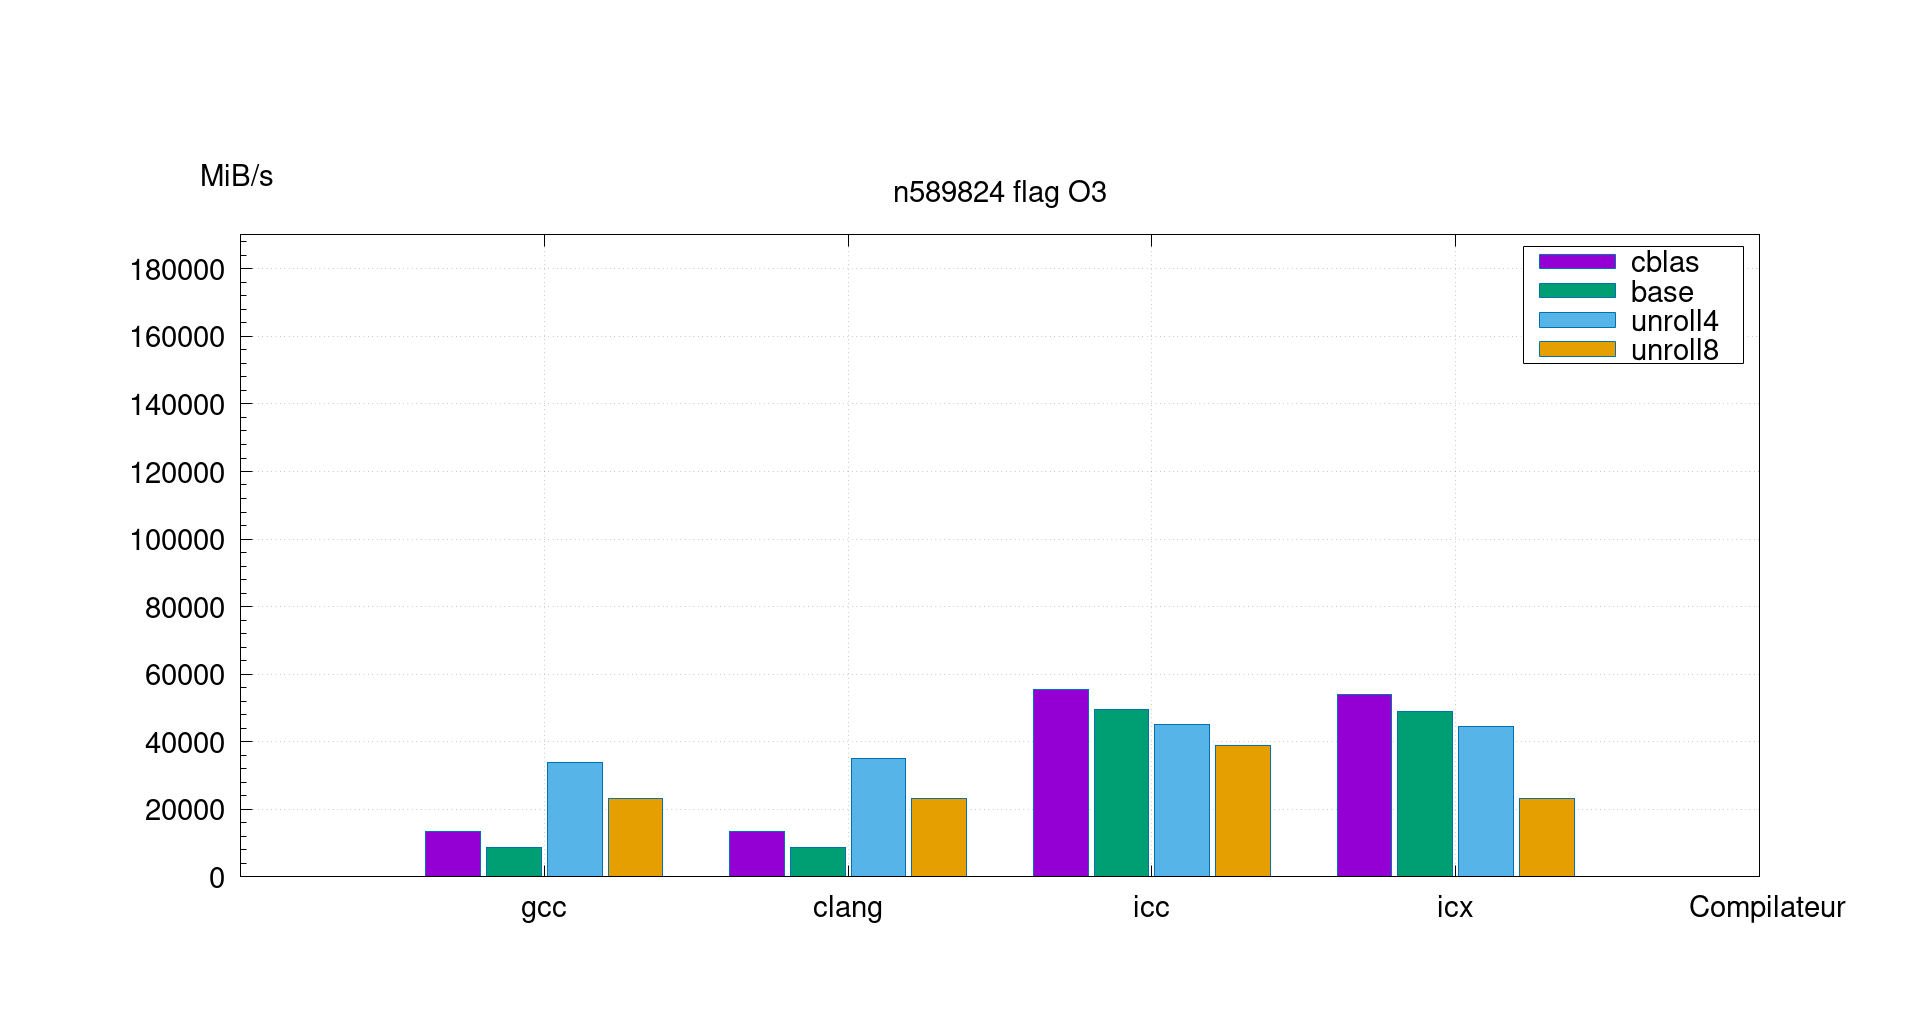 MiB/s
n589824 flag O3
180000
160000
140000
120000
100000
80000
60000
40000
20000
0
cblas
base
unroll4
unroll8
gcc
clang
icc
icx
Compilateur